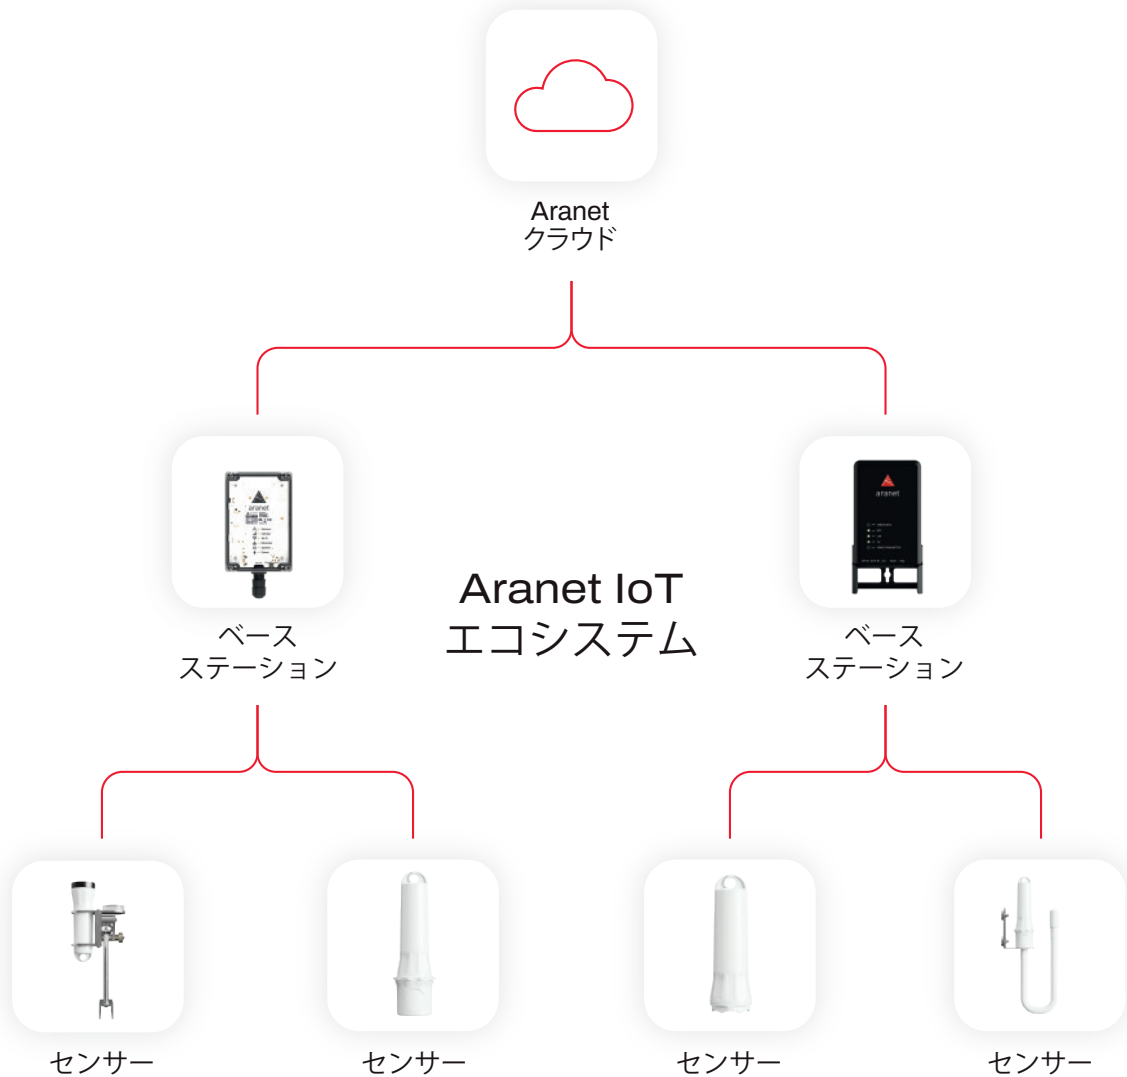 Aranet
クラウド
aranet
aranet
Aranet IoT
エコシステム
ベース
ステーション
ベース
ステーション
センサー
センサー
センサー
センサー